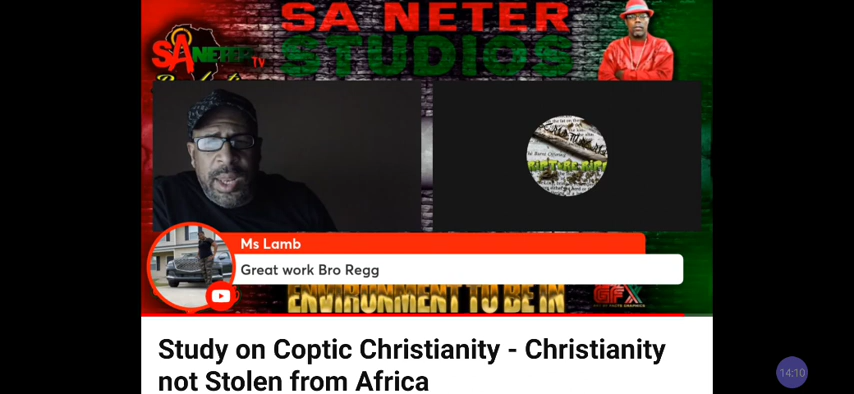 SA NETER
STUDIOS
SA NETER TV
Ms Lamb
Great work Bro Regg
ENVIRONMENT TO BE IN
GFX
Study on Coptic Christianity - Christianity
not Stolen from Africa
14:10